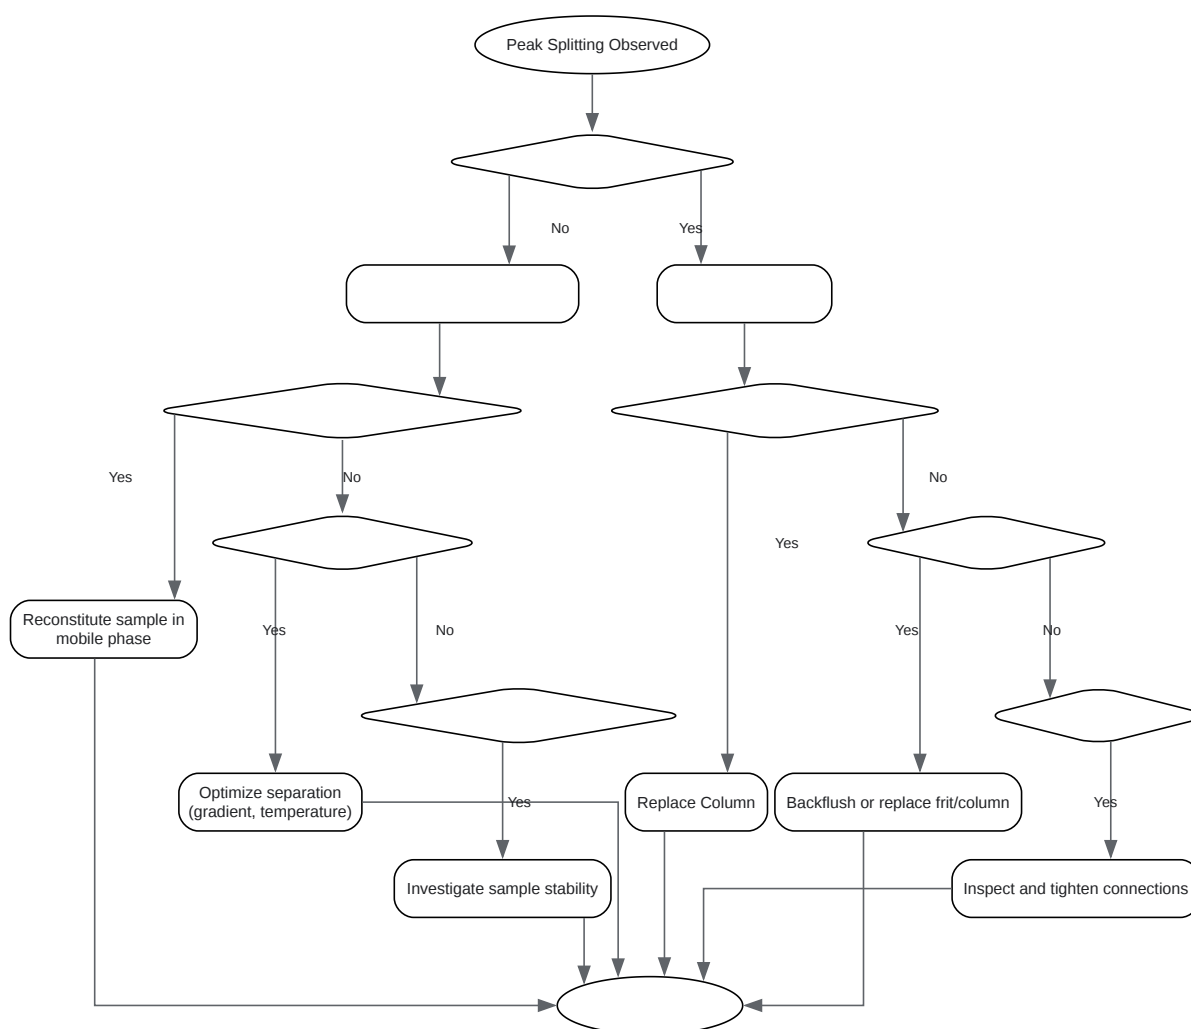 Peak Splitting Observed
No
Yes
Yes
No
No
Yes
Reconstitute sample in
mobile phase
Yes
No
Yes
No
Optimize separation
(gradient, temperature)
Yes
Replace Column
Backflush or replace frit/column
Yes
Investigate sample stability
Inspect and tighten connections